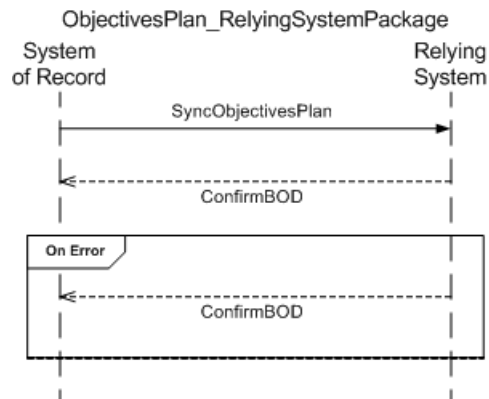 ObjectivesPlan_RelyingSystemPackage
System
of Record
Relying
System
SyncObjectivesPlan
ConfirmBOD
On Error
ConfirmBOD